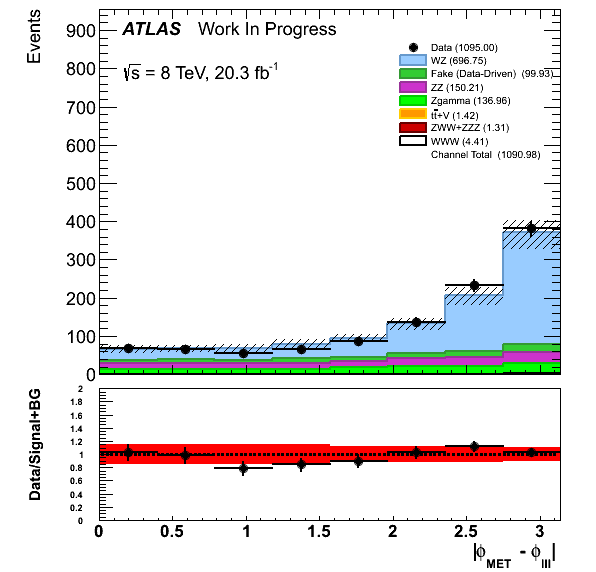 Events
ATLAS Work In Progress
√s = 8 TeV, 20.3 fb⁻¹
Data (1095.00)
WZ (696.75)
Fake (Data-Driven) (99.93)
ZZ (150.21)
Zgamma (136.96)
tt̄+V (1.42)
ZWW+ZZZ (1.31)
WWW (4.41)
Channel Total (1090.98)
900
800
700
600
500
400
300
200
100
0
Data/Signal+BG
2
1.8
1.6
1.4
1.2
1
0.8
0.6
0.4
0.2
0
0 0.5 1 1.5 2 2.5 3
|ϕMET - ϕlll|